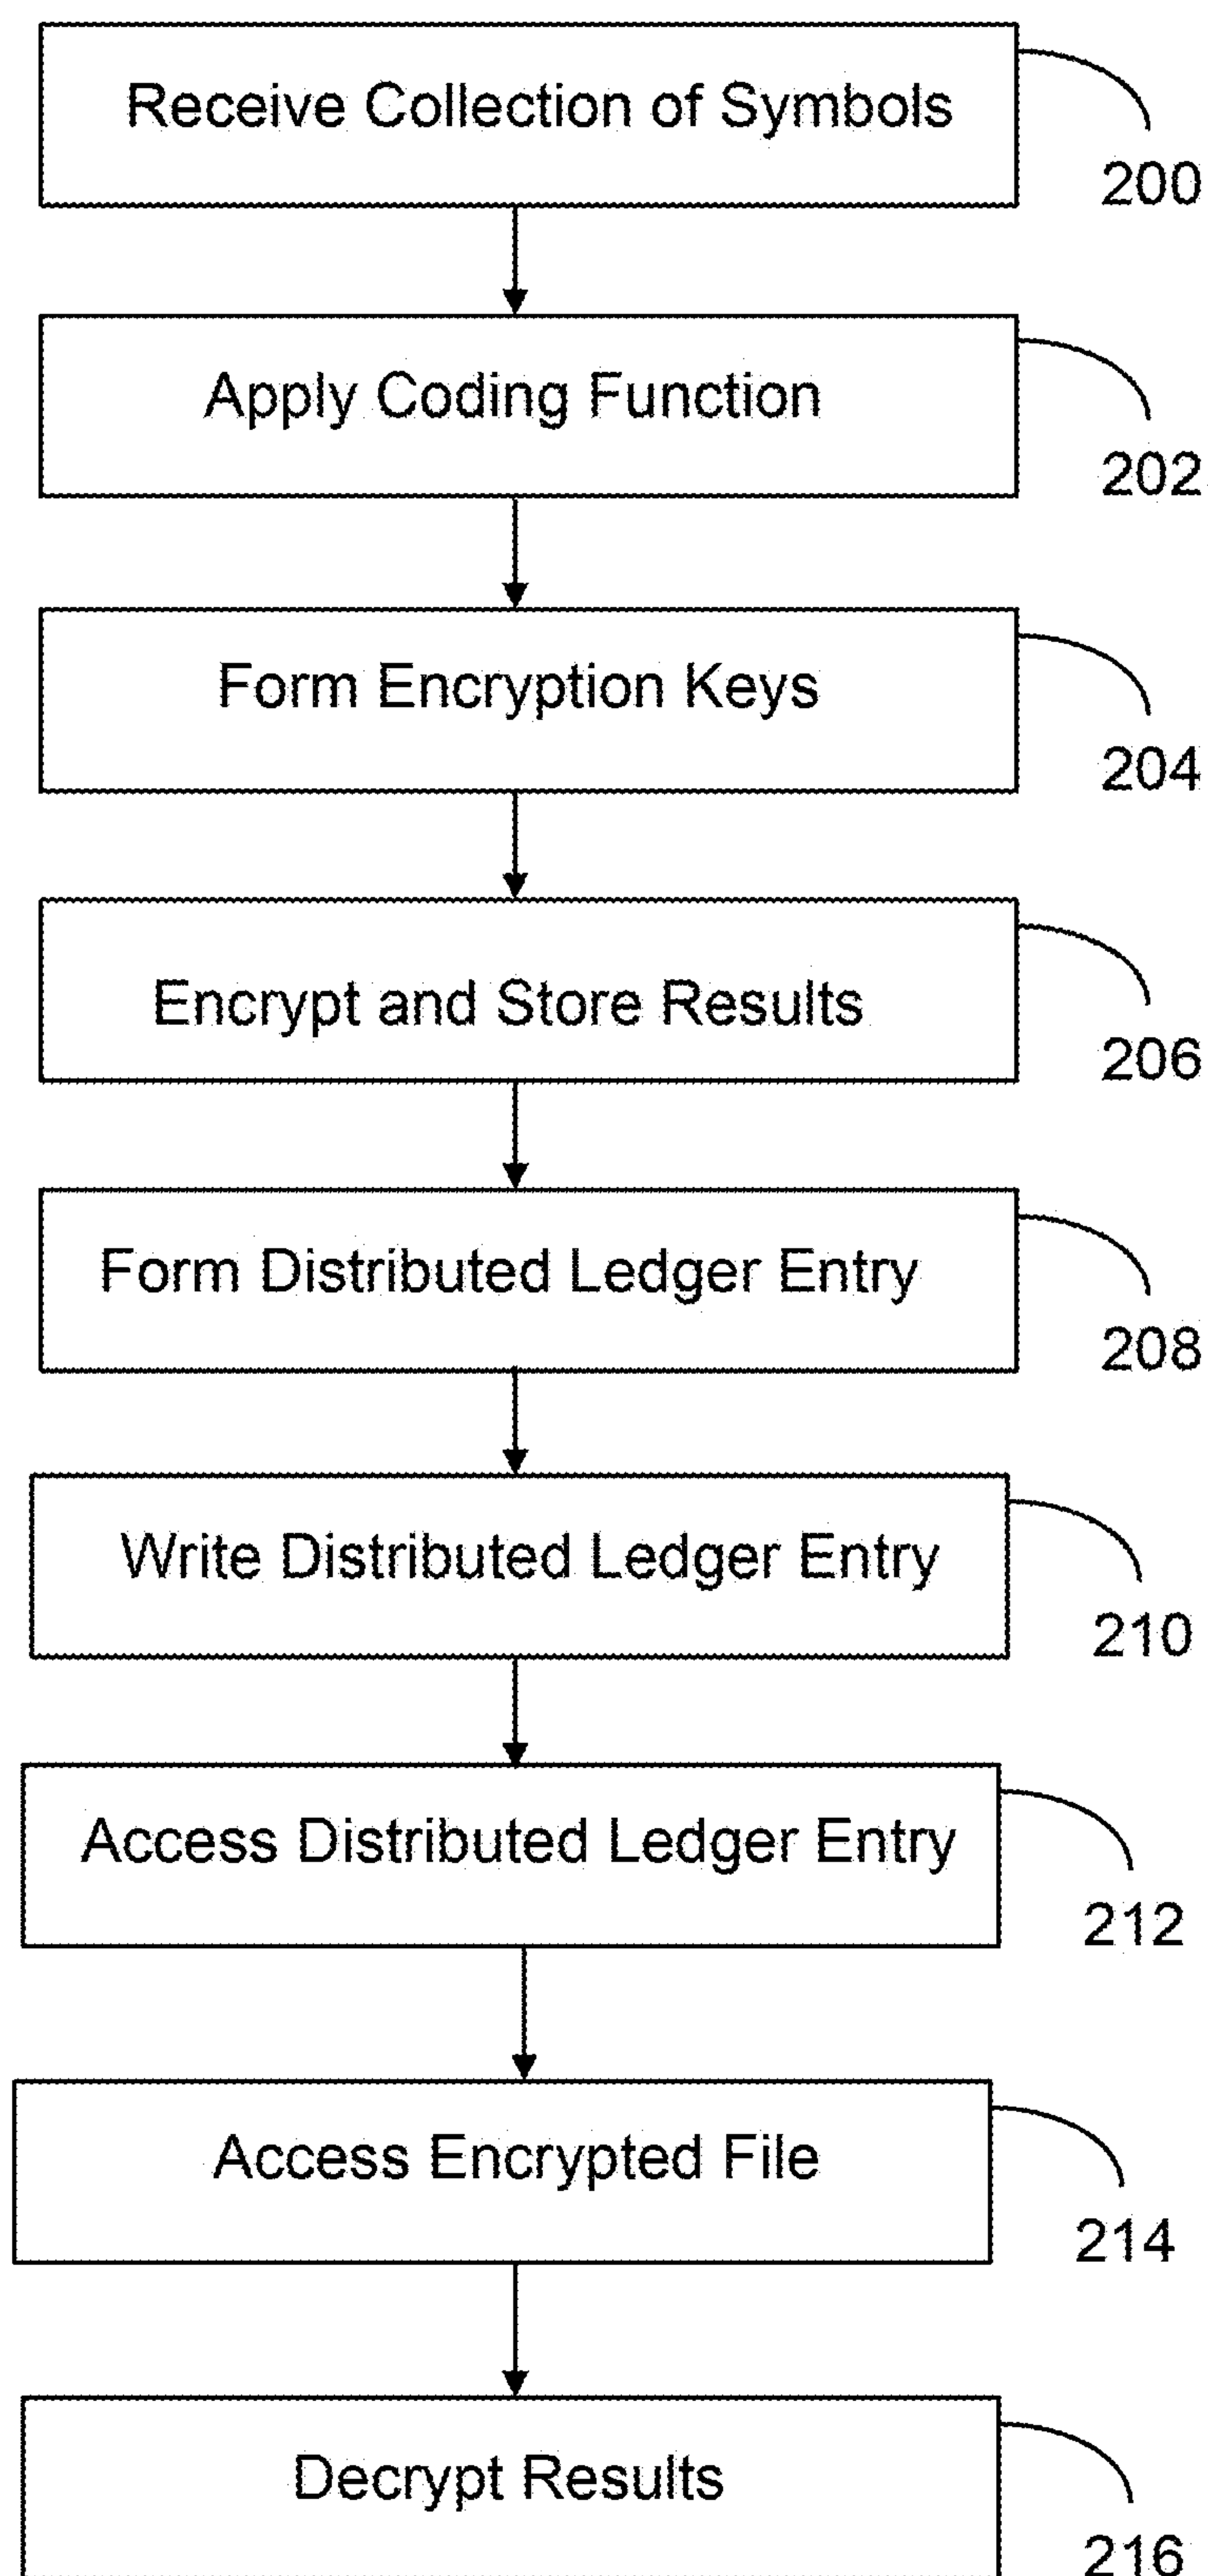 Receive Collection of Symbols
200
Apply Coding Function
202
Form Encryption Keys
204
Encrypt and Store Results
206
Form Distributed Ledger Entry
208
Write Distributed Ledger Entry
210
Access Distributed Ledger Entry
212
Access Encrypted File
214
Decrypt Results
216